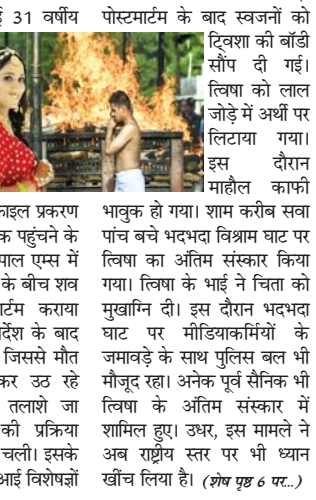 ई 31 वर्षीय
फाइल प्रकरण
क पहुंचने के
पाल एम्स में
के बीच शव
र्टम कराया
र्देश के बाद
जिससे मौत
कर उठ रहे
तलाशे जा
की प्रक्रिया
चली। इसके
आई विशेषज्ञों
पोस्टमार्टम के बाद स्वजनों को
ट्विशा की बॉडी
सौंप दी गई।
त्विषा को लाल
जोड़े में अर्थी पर
लिटाया गया।
इस दौरान
माहौल काफी
भावुक हो गया। शाम करीब सवा
पांच बचे भदभदा विश्राम घाट पर
त्विषा का अंतिम संस्कार किया
गया। त्विषा के भाई ने चिता को
मुखाग्नि दी। इस दौरान भदभदा
घाट पर मीडियाकर्मियों के
जमावड़े के साथ पुलिस बल भी
मौजूद रहा। अनेक पूर्व सैनिक भी
त्विषा के अंतिम संस्कार में
शामिल हुए। उधर, इस मामले ने
अब राष्ट्रीय स्तर पर भी ध्यान
खींच लिया है। (शेष पृष्ठ 6 पर...)